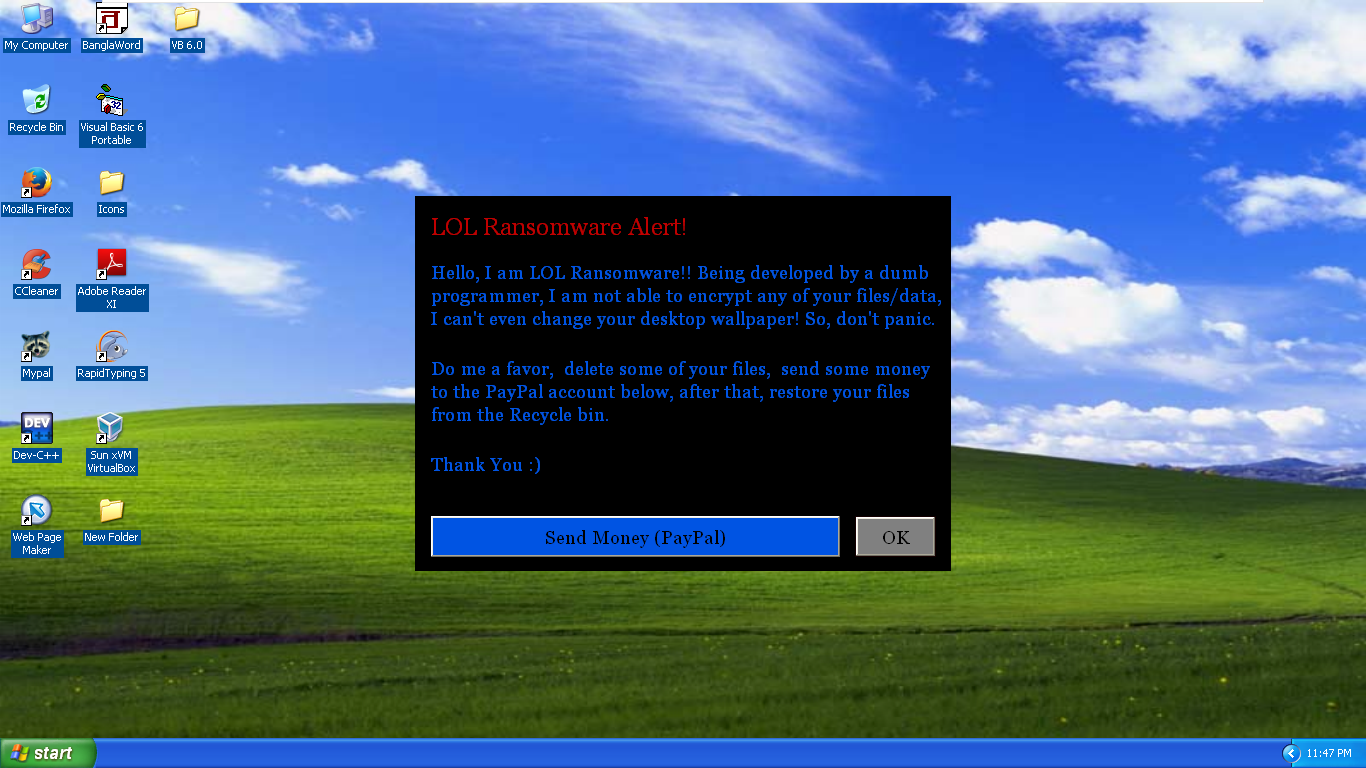 My Computer
BanglaWord
VB 6.0
Recycle Bin
Visual Basic 6
Portable
Mozilla Firefox
Icons
CCleaner
Adobe Reader
XI
Mypal
RapidTyping 5
DEV
C++
Dev-C++
Sun xVM
VirtualBox
Web Page
Maker
New Folder
32
LOL Ransomware Alert!
Hello, I am LOL Ransomware!! Being developed by a dumb
programmer, I am not able to encrypt any of your files/data,
I can't even change your desktop wallpaper! So, don't panic.
Do me a favor,  delete some of your files,  send some money
to the PayPal account below, after that, restore your files
from the Recycle bin.
Thank You :)
Send Money (PayPal)
OK
start
11:47 PM